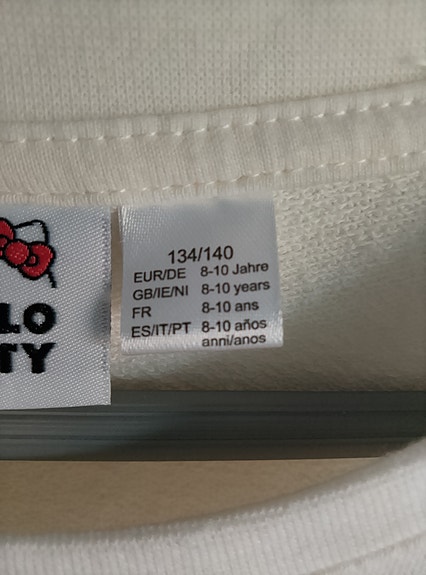 LO
TY
134/140
EUR/DE 8-10 Jahre
GB/IE/NI 8-10 years
FR 8-10 ans
ES/IT/PT 8-10 años
anni/anos